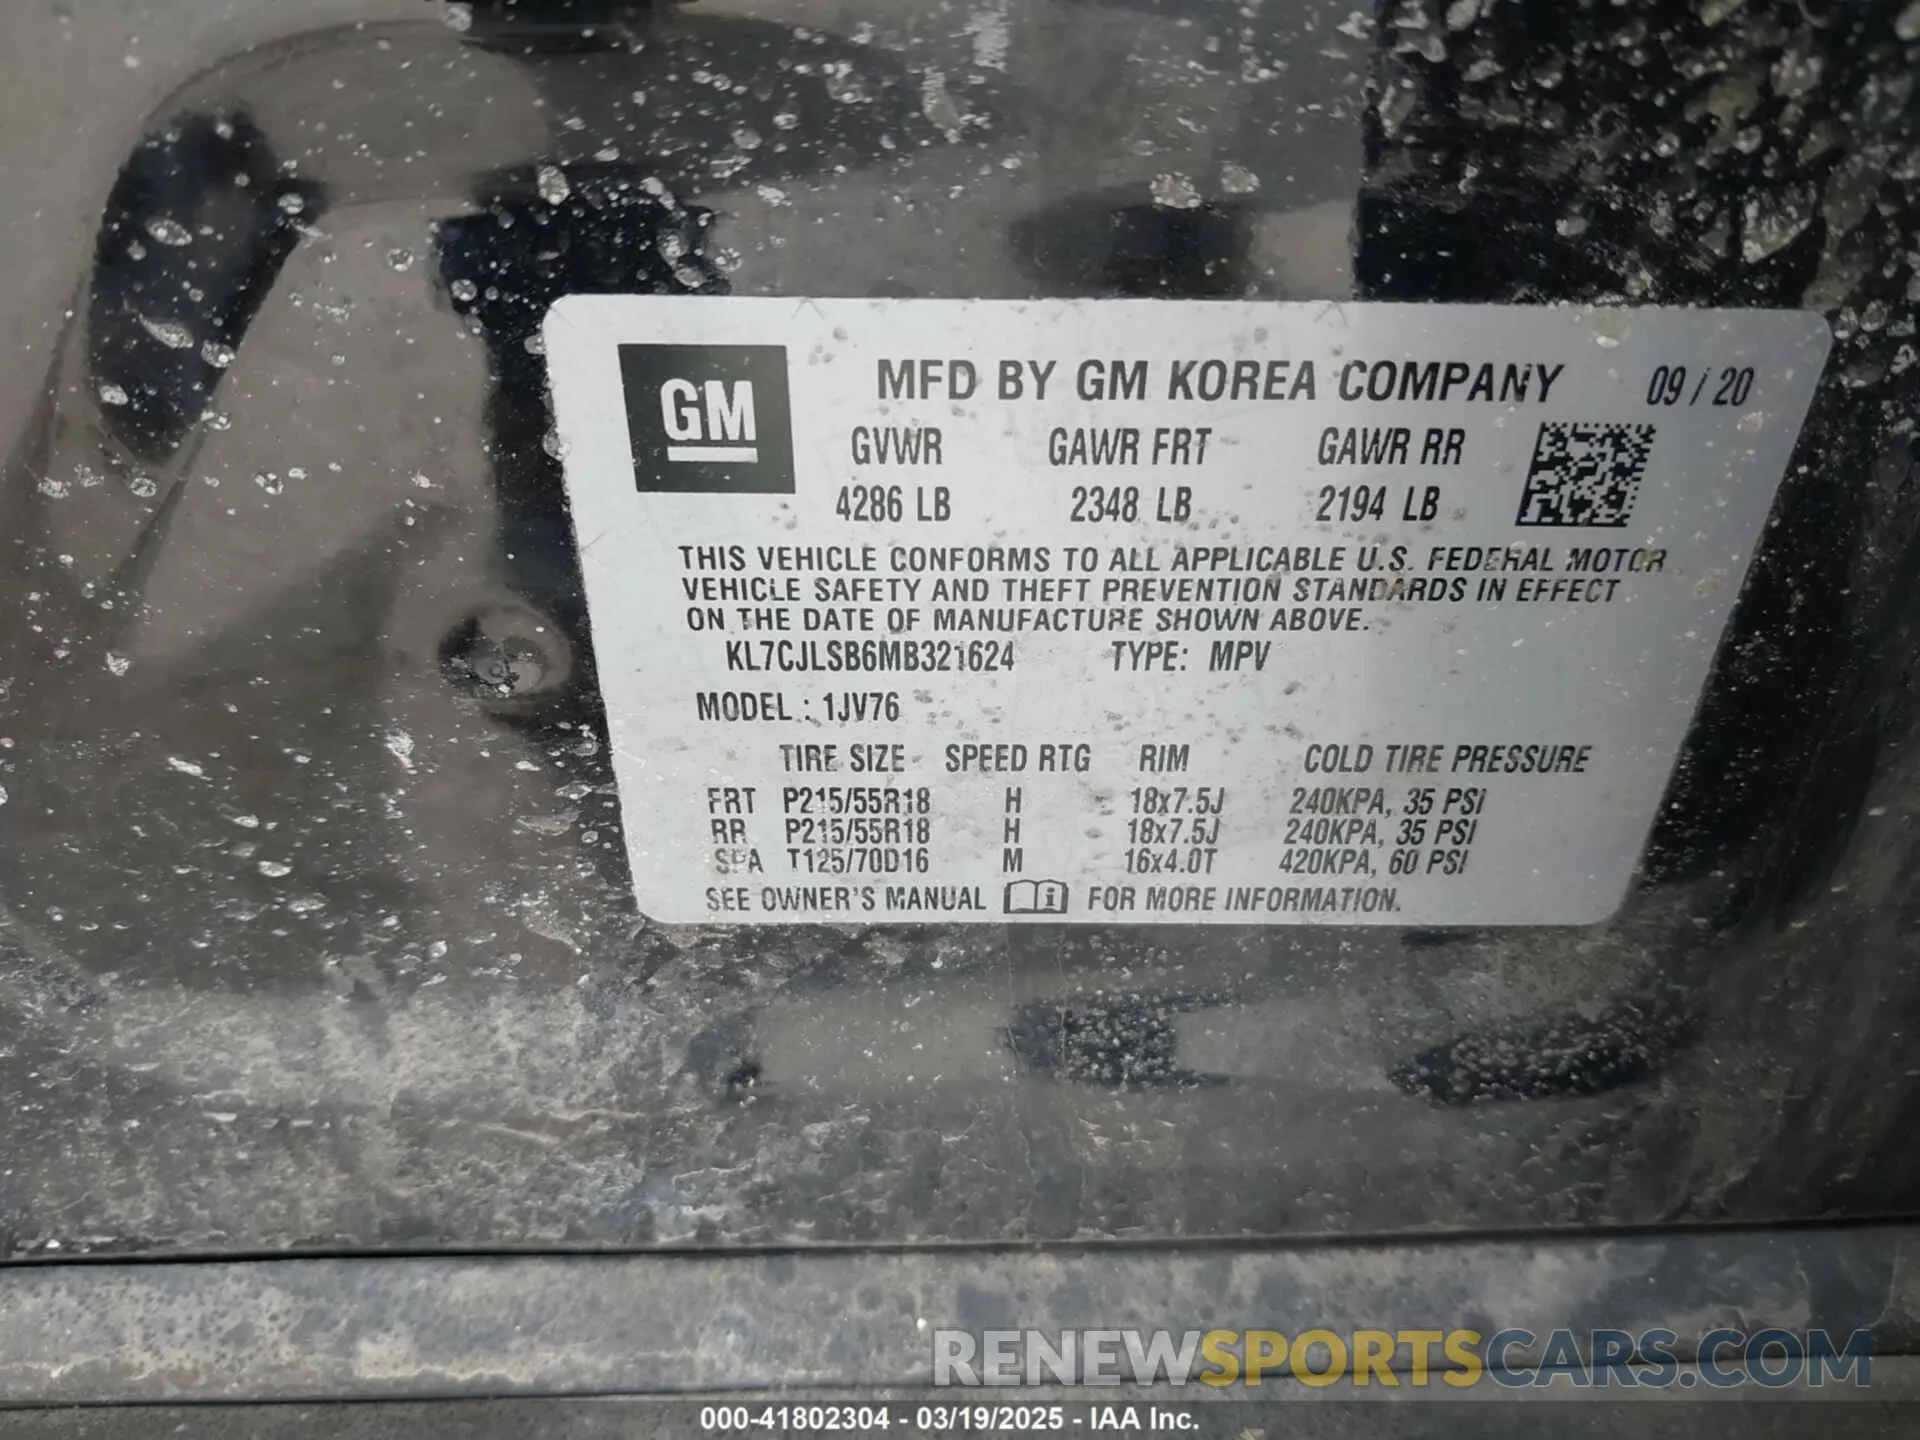 GM
MFD BY GM KOREA COMPANY 09 / 20
GVWR GAWR FRT GAWR RR
4286 LB 2348 LB 2194 LB
THIS VEHICLE CONFORMS TO ALL APPLICABLE U.S. FEDERAL MOTOR
VEHICLE SAFETY AND THEFT PREVENTION STANDARDS IN EFFECT
ON THE DATE OF MANUFACTURE SHOWN ABOVE.
KL7CJLSB6MB321624 TYPE: MPV
MODEL : 1JV76
TIRE SIZE SPEED RTG RIM COLD TIRE PRESSURE
FRT P215/55R18 H 18x7.5J 240KPA, 35 PSI
RR P215/55R18 H 18x7.5J 240KPA, 35 PSI
SPA T125/70D16 M 16x4.0T 420KPA, 60 PSI
SEE OWNER'S MANUAL FOR MORE INFORMATION.
RENEWSPORTSCARS.COM
000-41802304 - 03/19/2025 - IAA Inc.